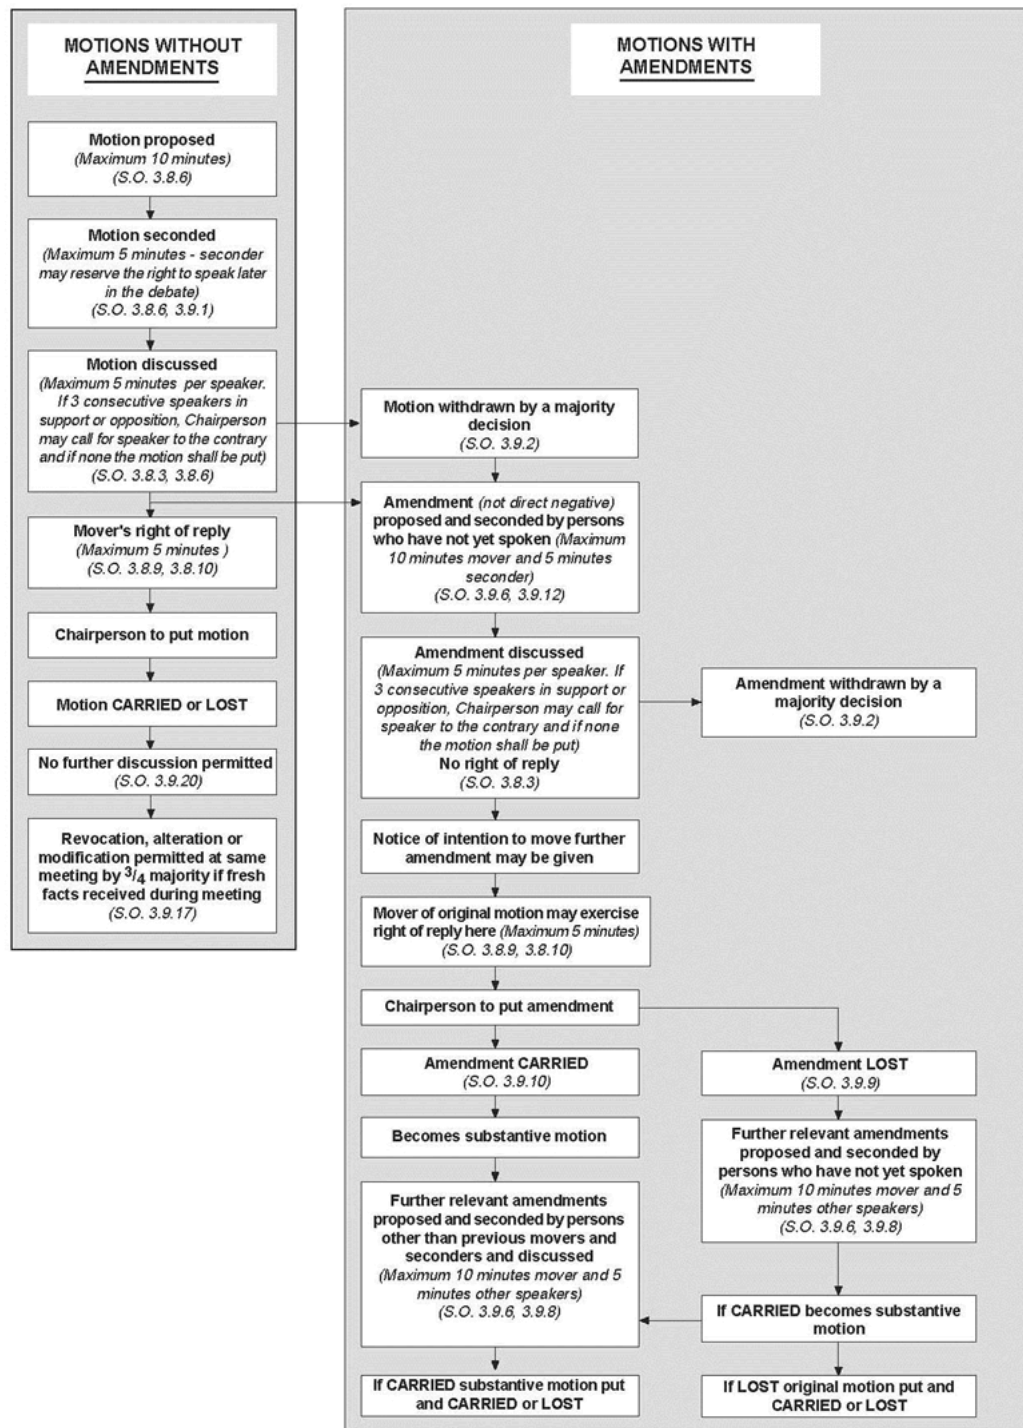 MOTIONS WITHOUT
AMENDMENTS
Motion proposed
(Maximum 10 minutes)
(S.O. 3.8.6)
Motion seconded
(Maximum 5 minutes - seconder
may reserve the right to speak later
in the debate)
(S.O. 3.8.6, 3.9.1)
Motion discussed
(Maximum 5 minutes per speaker.
If 3 consecutive speakers in
support or opposition, Chairperson
may call for speaker to the contrary
and if none the motion shall be put)
(S.O. 3.8.3, 3.8.6)
Mover's right of reply
(Maximum 5 minutes )
(S.O. 3.8.9, 3.8.10)
Chairperson to put motion
Motion CARRIED or LOST
No further discussion permitted
(S.O. 3.9.20)
Revocation, alteration or
modification permitted at same
meeting by 3/4 majority if fresh
facts received during meeting
(S.O. 3.9.17)
MOTIONS WITH
AMENDMENTS
Motion withdrawn by a majority
decision
(S.O. 3.9.2)
Amendment (not direct negative)
proposed and seconded by persons
who have not yet spoken (Maximum
10 minutes mover and 5 minutes
seconder)
(S.O. 3.9.6, 3.9.12)
Amendment discussed
(Maximum 5 minutes per speaker. If
3 consecutive speakers in support or
opposition, Chairperson may call for
speaker to the contrary and if none
the motion shall be put)
No right of reply
(S.O. 3.8.3)
Amendment withdrawn by a
majority decision
(S.O. 3.9.2)
Notice of intention to move further
amendment may be given
Mover of original motion may exercise
right of reply here (Maximum 5 minutes)
(S.O. 3.8.9, 3.8.10)
Chairperson to put amendment
Amendment CARRIED
(S.O. 3.9.10)
Becomes substantive motion
Further relevant amendments
proposed and seconded by persons
other than previous movers and
seconders and discussed
(Maximum 10 minutes mover and 5
minutes other speakers)
(S.O. 3.9.6, 3.9.8)
If CARRIED substantive motion put
and CARRIED or LOST
Amendment LOST
(S.O. 3.9.9)
Further relevant amendments
proposed and seconded by
persons who have not yet spoken
(Maximum 10 minutes mover and 5
minutes other speakers)
(S.O. 3.9.6, 3.9.8)
If CARRIED becomes substantive
motion
If LOST original motion put and
CARRIED or LOST